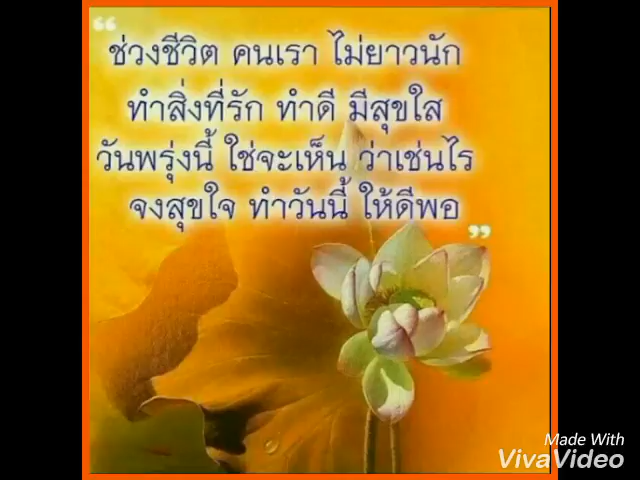 “
ช่วงชีวิต คนเรา ไม่ยาวนัก
ทำสิ่งที่รัก ทำดี มีสุขใส
วันพรุ่งนี้ ใช่จะเห็น ว่าเช่นไร
จงสุขใจ ทำวันนี้ ให้ดีพอ
”
Made With
VivaVideo